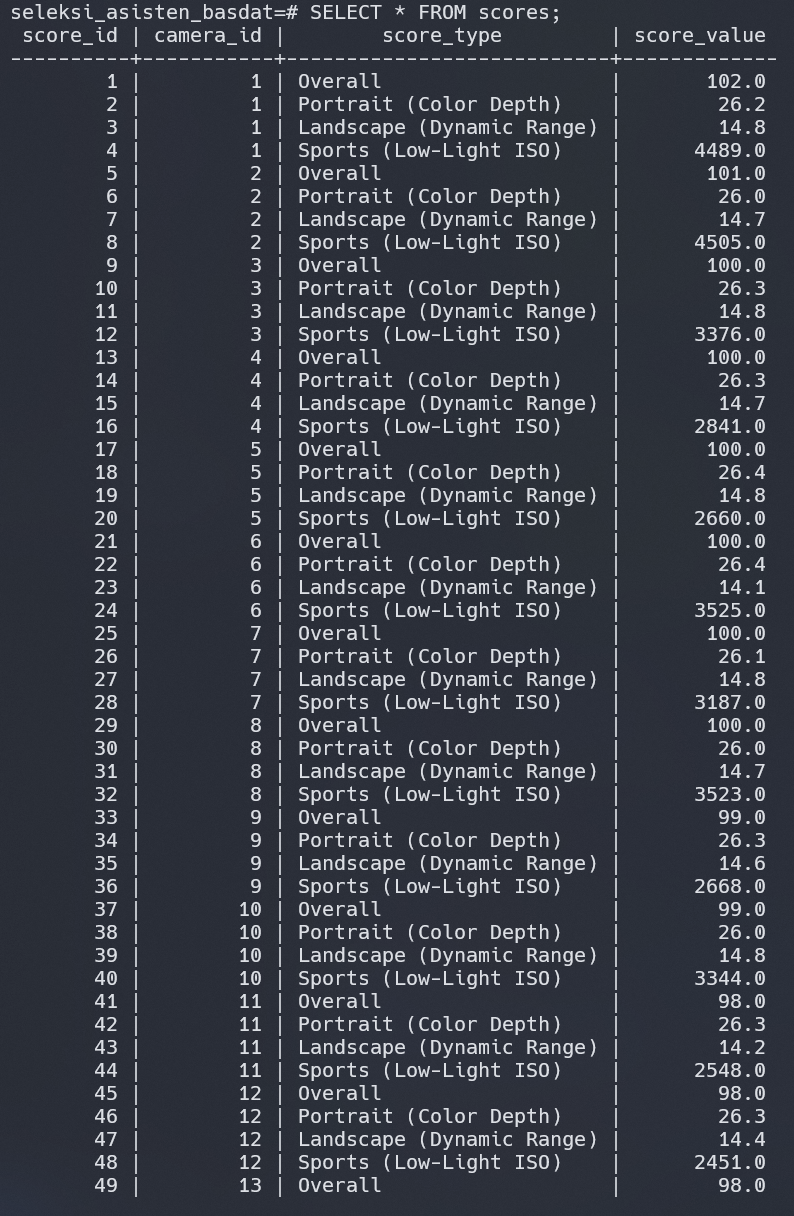 seleksi_asisten_basdat=# SELECT * FROM scores;
 score_id | camera_id |        score_type         | score_value
----------+-----------+---------------------------+-------------
        1 |         1 | Overall                   |       102.0
        2 |         1 | Portrait (Color Depth)    |        26.2
        3 |         1 | Landscape (Dynamic Range) |        14.8
        4 |         1 | Sports (Low-Light ISO)    |      4489.0
        5 |         2 | Overall                   |       101.0
        6 |         2 | Portrait (Color Depth)    |        26.0
        7 |         2 | Landscape (Dynamic Range) |        14.7
        8 |         2 | Sports (Low-Light ISO)    |      4505.0
        9 |         3 | Overall                   |       100.0
       10 |         3 | Portrait (Color Depth)    |        26.3
       11 |         3 | Landscape (Dynamic Range) |        14.8
       12 |         3 | Sports (Low-Light ISO)    |      3376.0
       13 |         4 | Overall                   |       100.0
       14 |         4 | Portrait (Color Depth)    |        26.3
       15 |         4 | Landscape (Dynamic Range) |        14.7
       16 |         4 | Sports (Low-Light ISO)    |      2841.0
       17 |         5 | Overall                   |       100.0
       18 |         5 | Portrait (Color Depth)    |        26.4
       19 |         5 | Landscape (Dynamic Range) |        14.8
       20 |         5 | Sports (Low-Light ISO)    |      2660.0
       21 |         6 | Overall                   |       100.0
       22 |         6 | Portrait (Color Depth)    |        26.4
       23 |         6 | Landscape (Dynamic Range) |        14.1
       24 |         6 | Sports (Low-Light ISO)    |      3525.0
       25 |         7 | Overall                   |       100.0
       26 |         7 | Portrait (Color Depth)    |        26.1
       27 |         7 | Landscape (Dynamic Range) |        14.8
       28 |         7 | Sports (Low-Light ISO)    |      3187.0
       29 |         8 | Overall                   |       100.0
       30 |         8 | Portrait (Color Depth)    |        26.0
       31 |         8 | Landscape (Dynamic Range) |        14.7
       32 |         8 | Sports (Low-Light ISO)    |      3523.0
       33 |         9 | Overall                   |        99.0
       34 |         9 | Portrait (Color Depth)    |        26.3
       35 |         9 | Landscape (Dynamic Range) |        14.6
       36 |         9 | Sports (Low-Light ISO)    |      2668.0
       37 |        10 | Overall                   |        99.0
       38 |        10 | Portrait (Color Depth)    |        26.0
       39 |        10 | Landscape (Dynamic Range) |        14.8
       40 |        10 | Sports (Low-Light ISO)    |      3344.0
       41 |        11 | Overall                   |        98.0
       42 |        11 | Portrait (Color Depth)    |        26.3
       43 |        11 | Landscape (Dynamic Range) |        14.2
       44 |        11 | Sports (Low-Light ISO)    |      2548.0
       45 |        12 | Overall                   |        98.0
       46 |        12 | Portrait (Color Depth)    |        26.3
       47 |        12 | Landscape (Dynamic Range) |        14.4
       48 |        12 | Sports (Low-Light ISO)    |      2451.0
       49 |        13 | Overall                   |        98.0